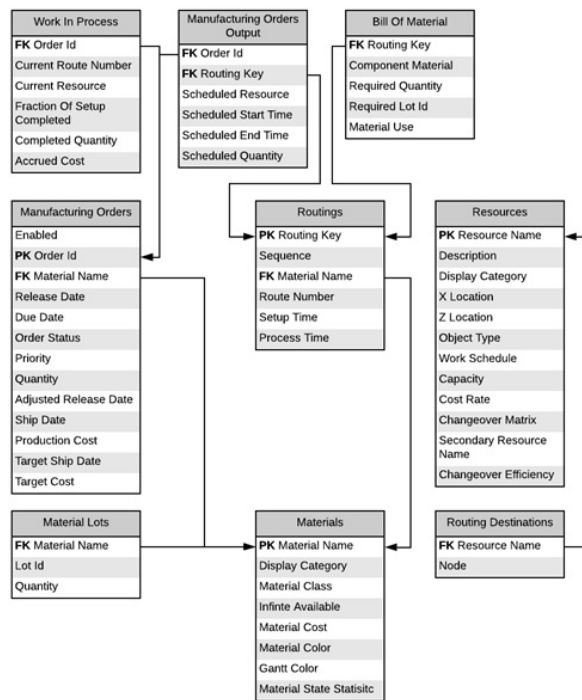 Work In Process
FK Order Id
Current Route Number
Current Resource
Fraction Of Setup
Completed
Completed Quantity
Accrued Cost
Manufacturing Orders
Output
FK Order Id
FK Routing Key
Scheduled Resource
Scheduled Start Time
Scheduled End Time
Scheduled Quantity
Bill Of Material
FK Routing Key
Component Material
Required Quantity
Required Lot Id
Material Use
Manufacturing Orders
Enabled
PK Order Id
FK Material Name
Release Date
Due Date
Order Status
Priority
Quantity
Adjusted Release Date
Ship Date
Production Cost
Target Ship Date
Target Cost
Routings
PK Routing Key
Sequence
FK Material Name
Route Number
Setup Time
Process Time
Resources
PK Resource Name
Description
Display Category
X Location
Z Location
Object Type
Work Schedule
Capacity
Cost Rate
Changeover Matrix
Secondary Resource
Name
Changeover Efficiency
Material Lots
FK Material Name
Lot Id
Quantity
Materials
PK Material Name
Display Category
Material Class
Infinte Available
Material Cost
Material Color
Gantt Color
Material State Statisitc
Routing Destinations
FK Resource Name
Node